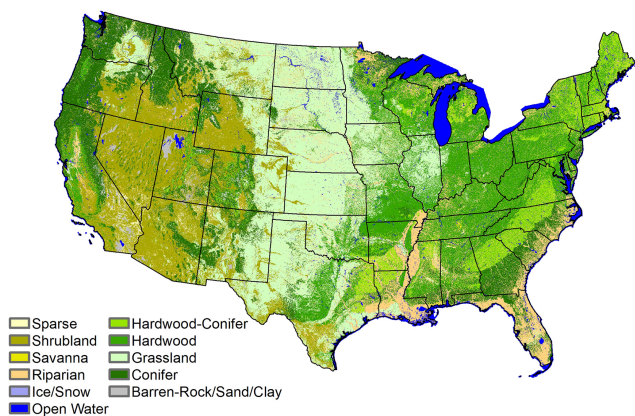 Sparse
Shrubland
Savanna
Riparian
Ice/Snow
Open Water
Hardwood-Conifer
Hardwood
Grassland
Conifer
Barren-Rock/Sand/Clay